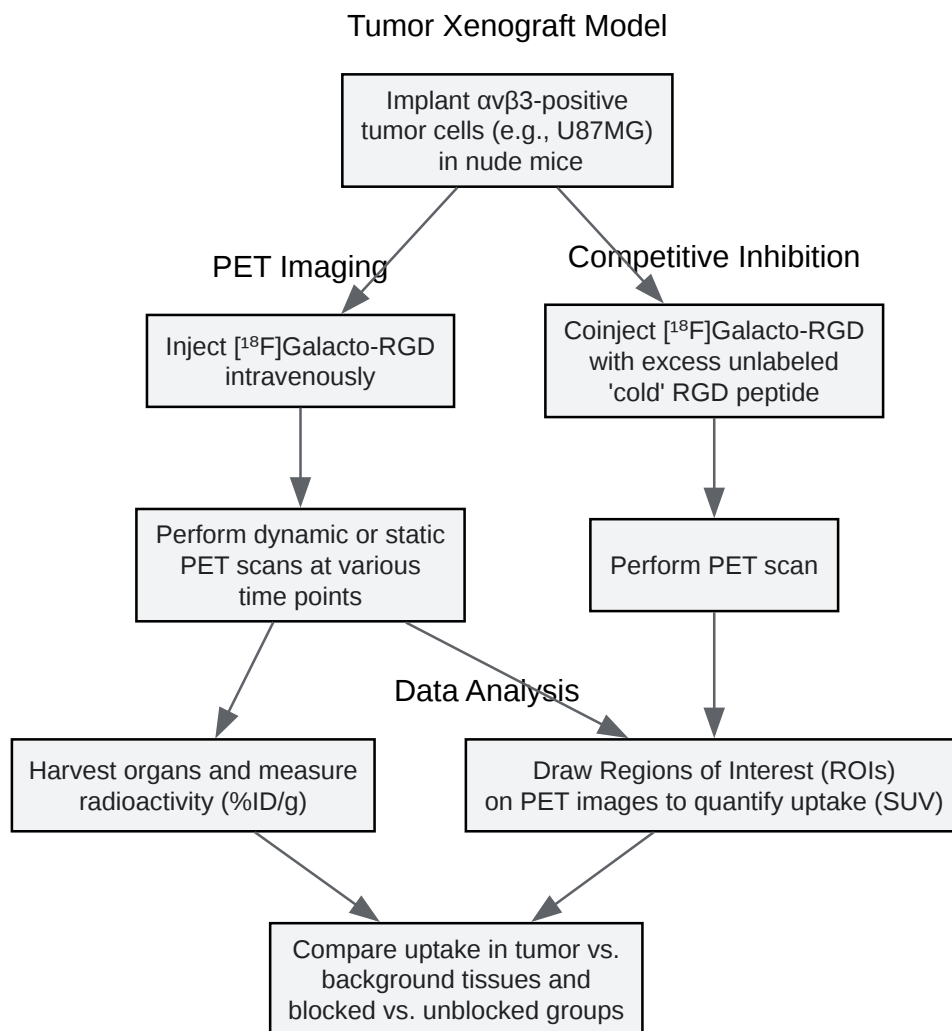 Tumor Xenograft Model
Implant αvβ3-positive
tumor cells (e.g., U87MG)
in nude mice
PET Imaging
Competitive Inhibition
Inject [¹⁸F]Galacto-RGD
intravenously
Coinject [¹⁸F]Galacto-RGD
with excess unlabeled
'cold' RGD peptide
Perform dynamic or static
PET scans at various
time points
Perform PET scan
Data Analysis
Harvest organs and measure
radioactivity (%ID/g)
Draw Regions of Interest (ROIs)
on PET images to quantify uptake (SUV)
Compare uptake in tumor vs.
background tissues and
blocked vs. unblocked groups